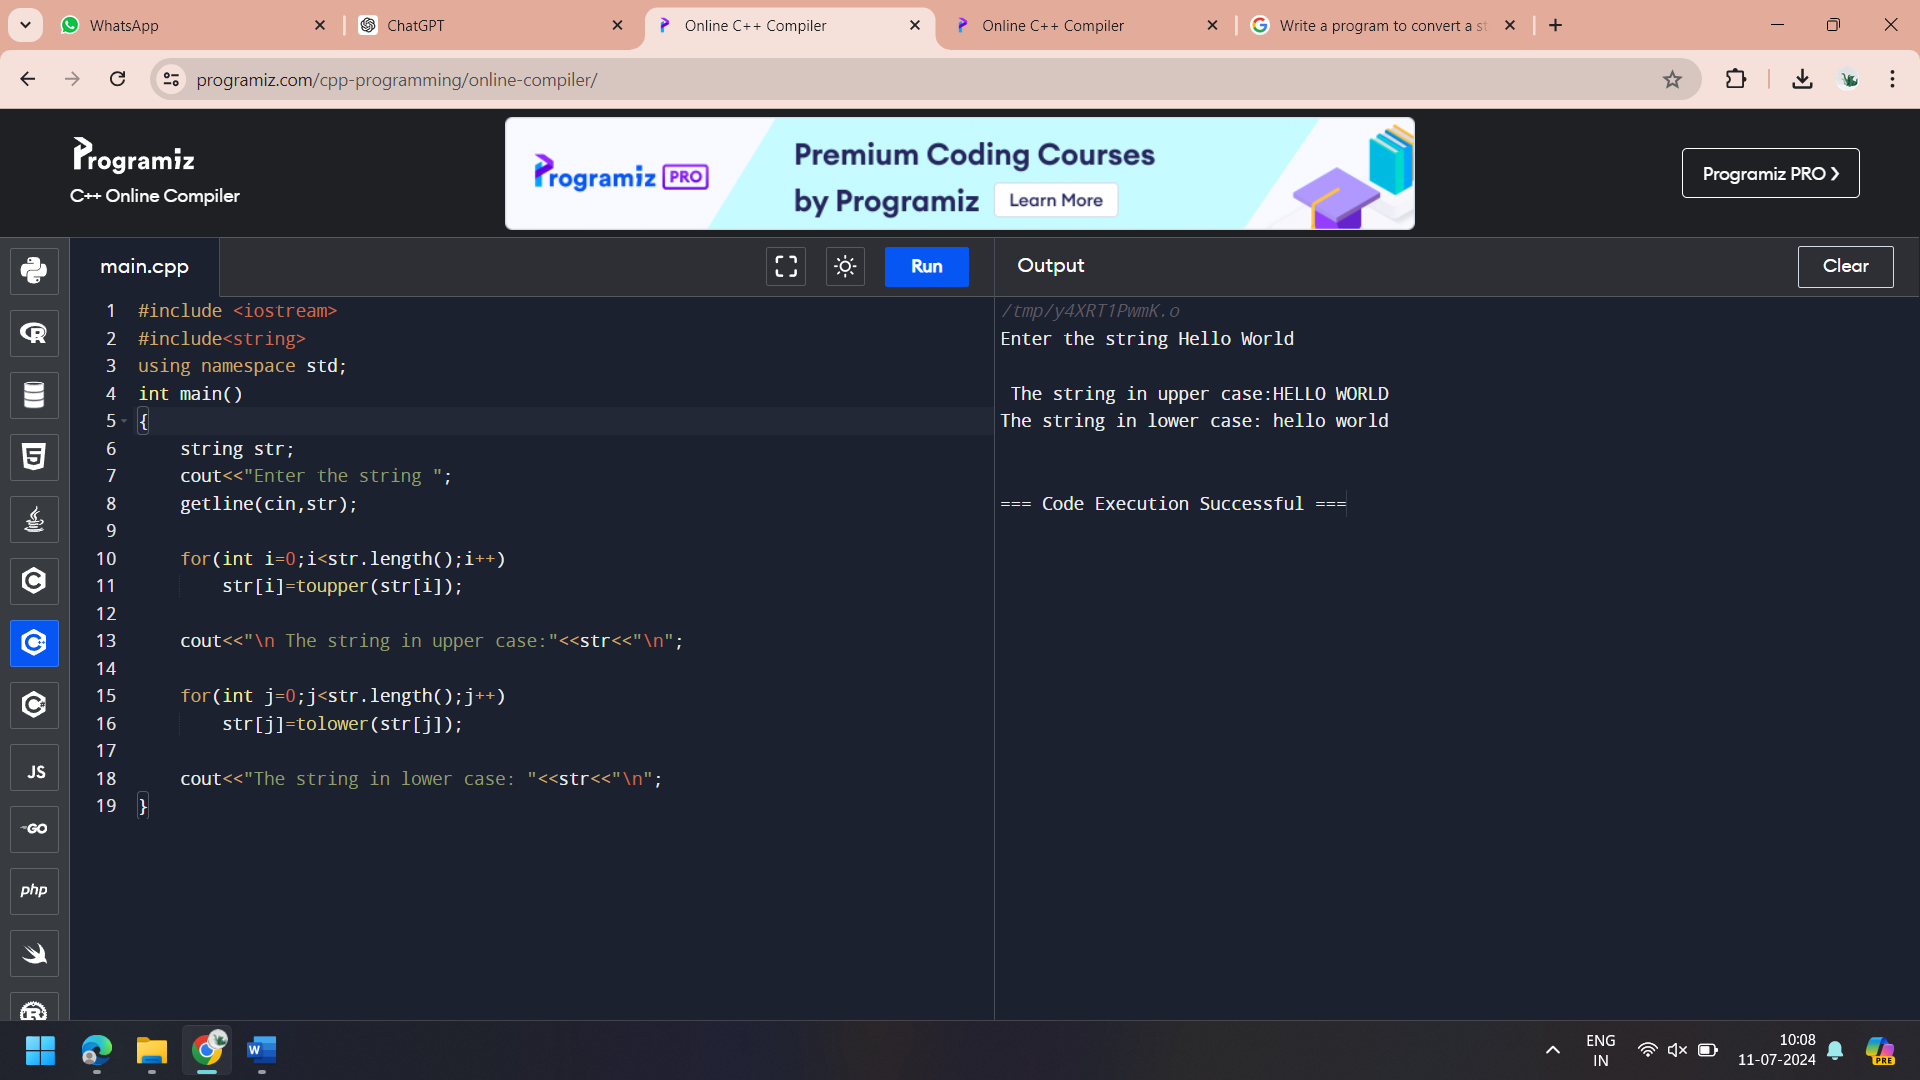 WhatsApp
ChatGPT
Online C++ Compiler
Online C++ Compiler
Write a program to convert a st
programiz.com/cpp-programming/online-compiler/
Programiz
C++ Online Compiler
Programiz PRO
Premium Coding Courses
by Programiz
Learn More
Programiz PRO ❯
main.cpp
Run
Output
Clear
1 #include <iostream>
2 #include<string>
3 using namespace std;
4 int main()
5 {
6 string str;
7 cout<<"Enter the string ";
8 getline(cin,str);
9
10 for(int i=0;i<str.length();i++)
11 str[i]=toupper(str[i]);
12
13 cout<<"\n The string in upper case:"<<str<<"\n";
14
15 for(int j=0;j<str.length();j++)
16 str[j]=tolower(str[j]);
17
18 cout<<"The string in lower case: "<<str<<"\n";
19 }
/tmp/y4XRT1PwmK.o
Enter the string Hello World
The string in upper case:HELLO WORLD
The string in lower case: hello world
=== Code Execution Successful ===
JS
GO
php
ENG
IN
10:08
11-07-2024
PRE